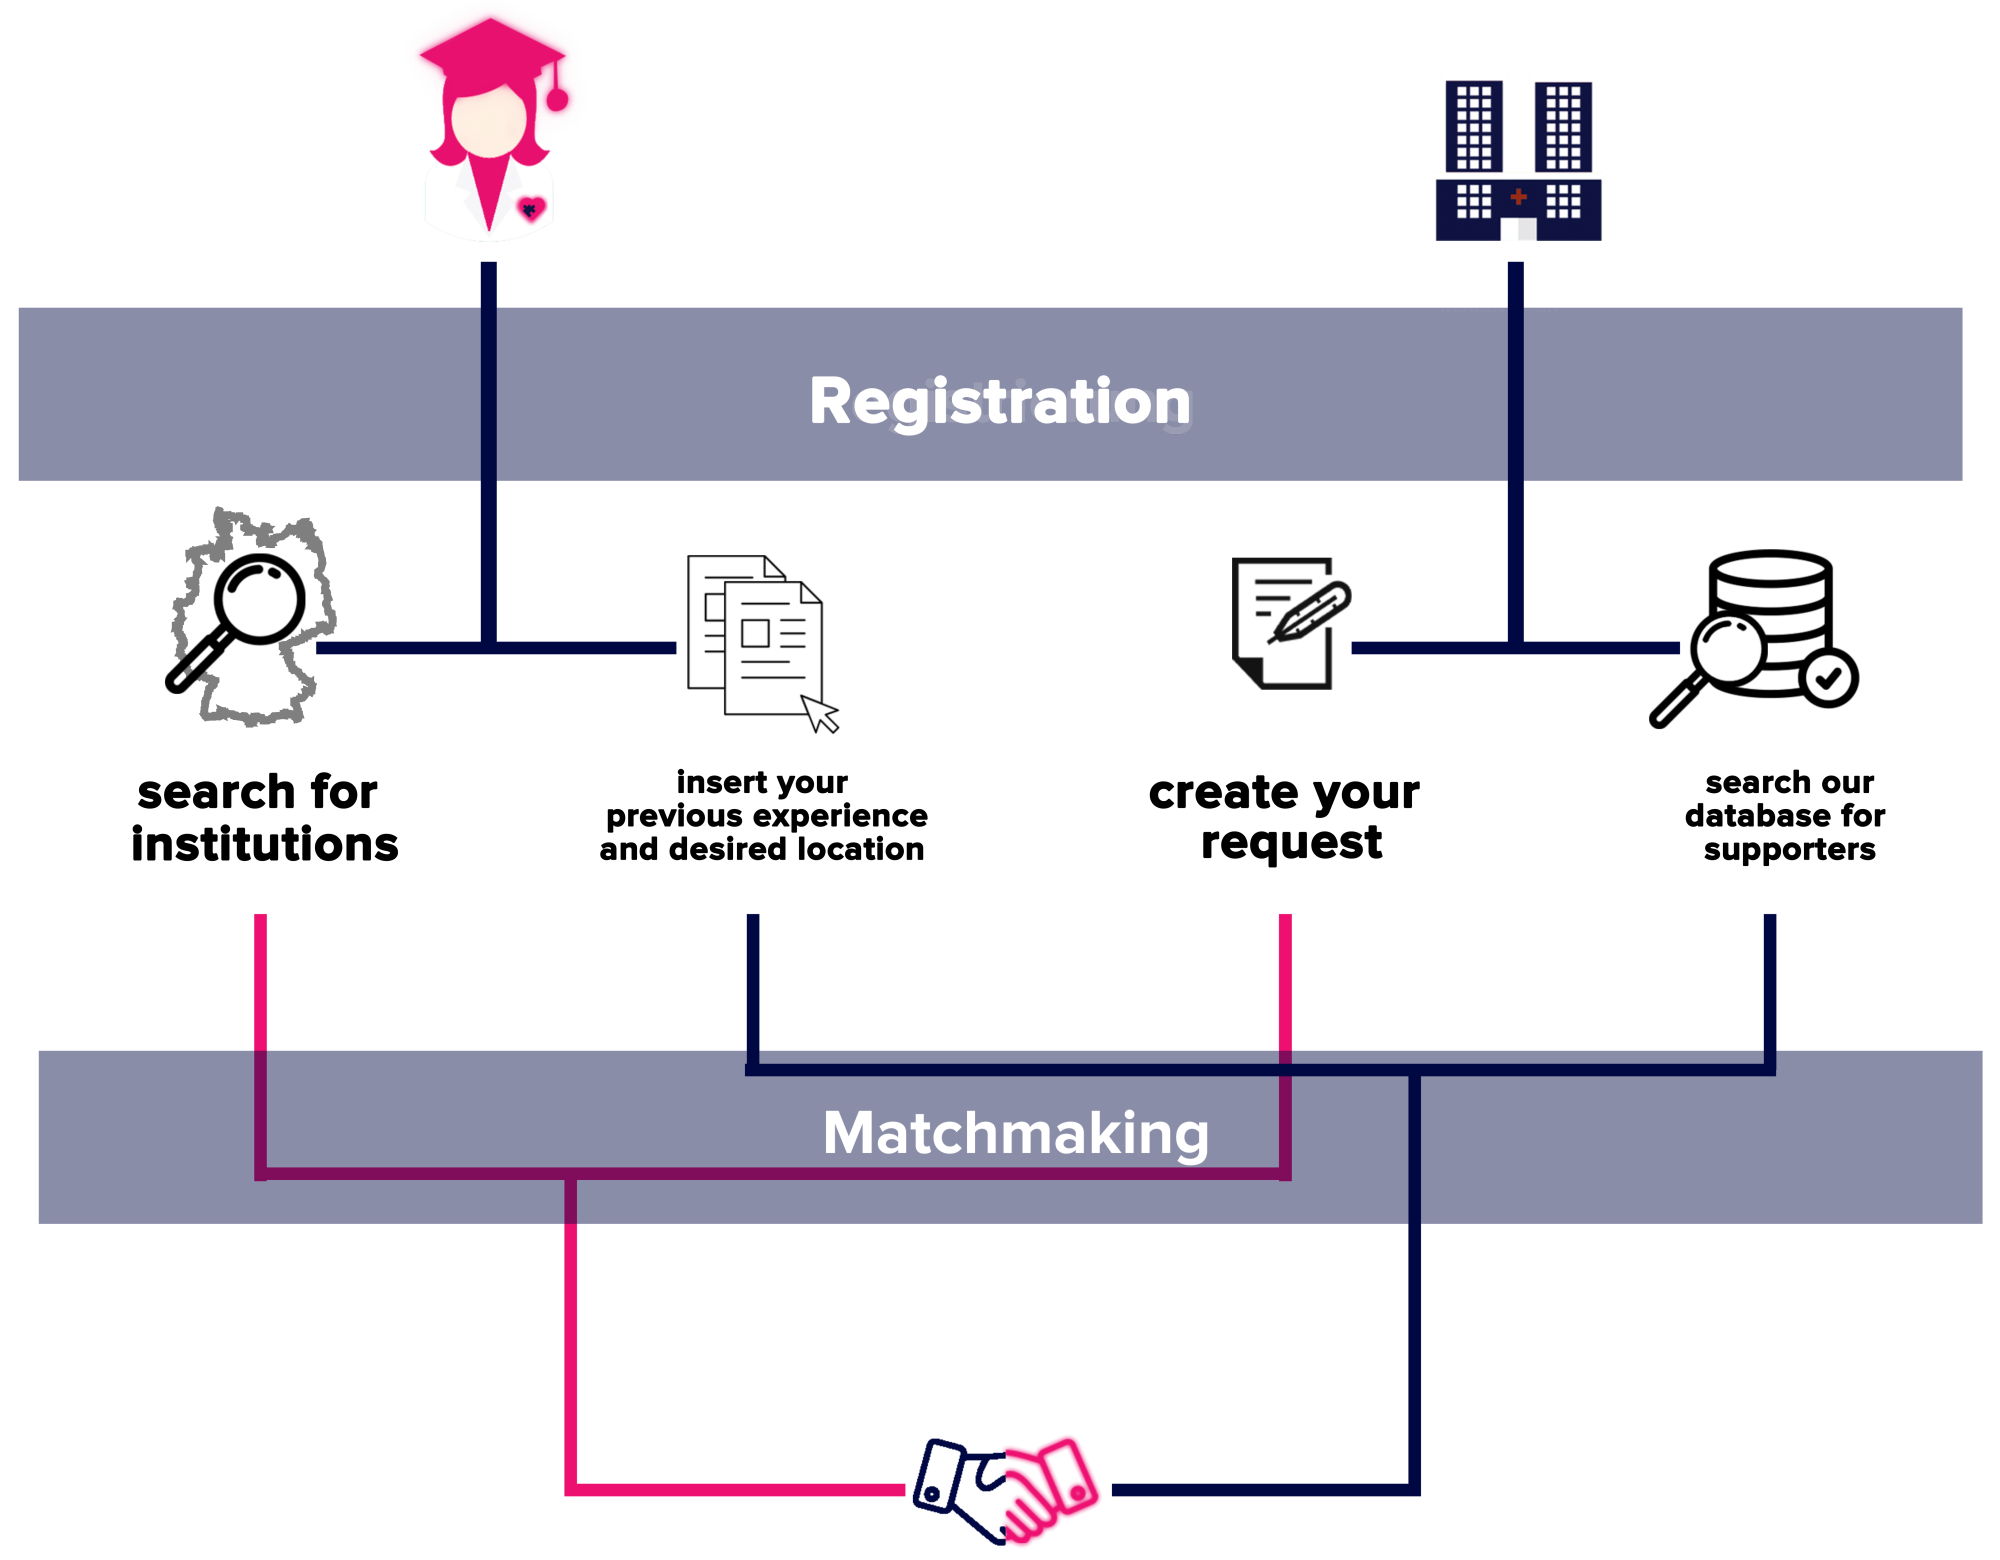 Registration
search for
institutions
insert your
previous experience
and desired location
create your
request
search our
database for
supporters
Matchmaking